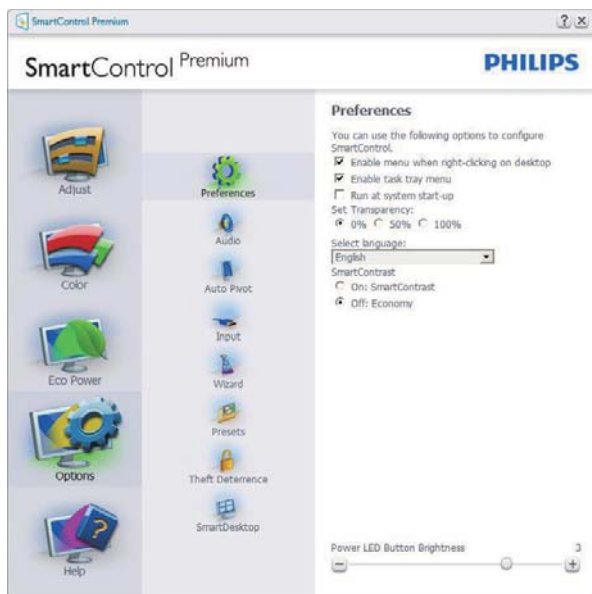 SmartControl Premium
SmartControl Premium
PHILIPS
Adjust
Color
Eco Power
Options
Help
Preferences
Audio
Auto Pivot
Input
Wizard
Presets
Theft Deterrence
SmartDesktop
Preferences
You can use the following options to configure
SmartControl.
Enable menu when right-clicking on desktop
Enable task tray menu
Run at system start-up
Set Transparency:
0% 50% 100%
Select language:
English
SmartContrast
On: SmartContrast
Off: Economy
Power LED Button Brightness 3